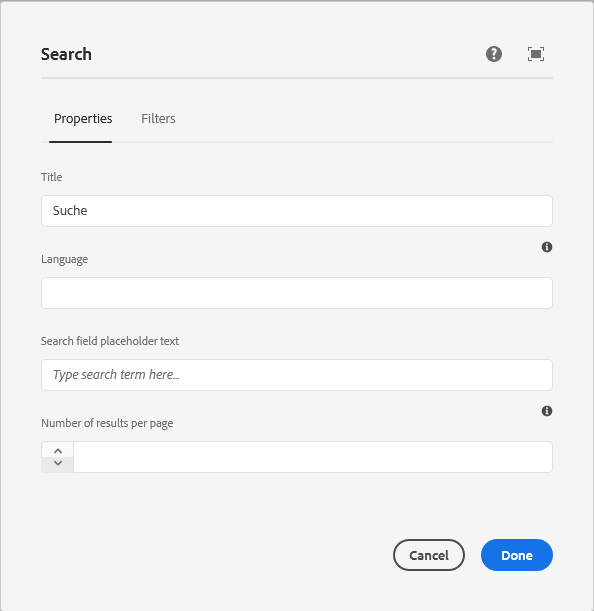 Search
Properties Filters
Title
Suche
Language
Search field placeholder text
Type search term here...
Number of results per page
Cancel Done